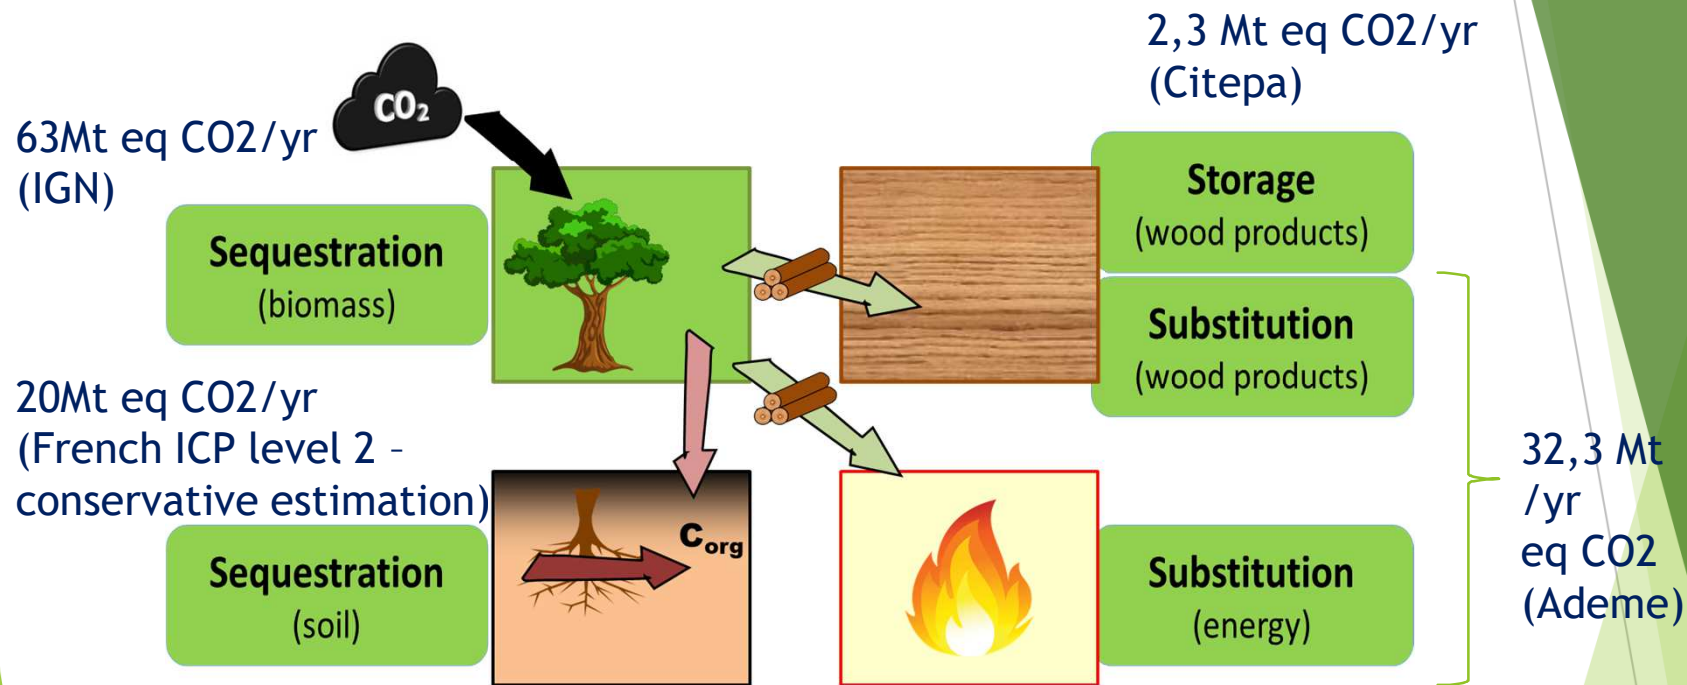 2,3 Mt eq CO2/yr
(Citepa)
CO₂
63Mt eq CO2/yr
(IGN)
Sequestration
(biomass)
Storage
(wood products)
Substitution
(wood products)
20Mt eq CO2/yr
(French ICP level 2 –
conservative estimation)
Sequestration
(soil)
C org
Substitution
(energy)
32,3 Mt
/yr
eq CO2
(Ademe)